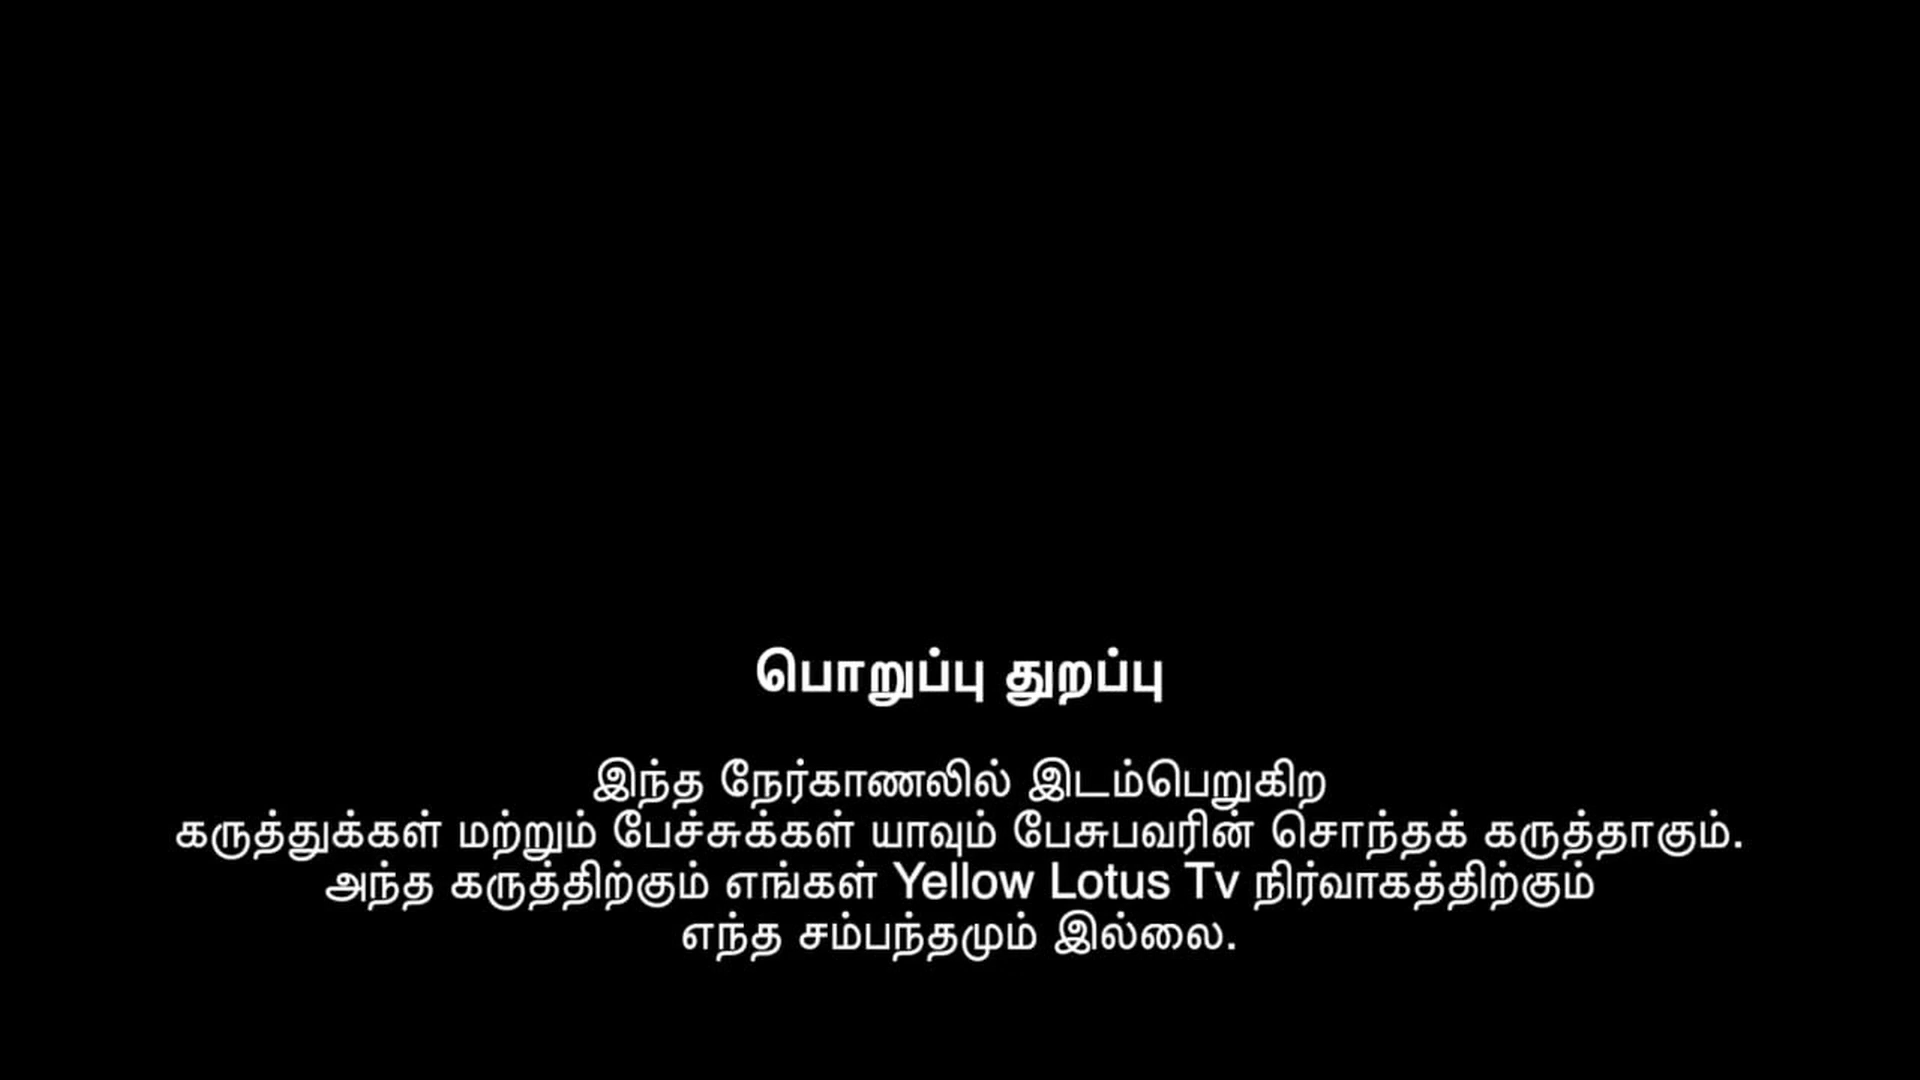 பொறுப்பு துறப்பு
இந்த நேர்காணலில் இடம்பெறுகிற
கருத்துக்கள் மற்றும் பேச்சுக்கள் யாவும் பேசுபவரின் சொந்தக் கருத்தாகும்.
அந்த கருத்திற்கும் எங்கள் Yellow Lotus Tv நிர்வாகத்திற்கும்
எந்த சம்பந்தமும் இல்லை.